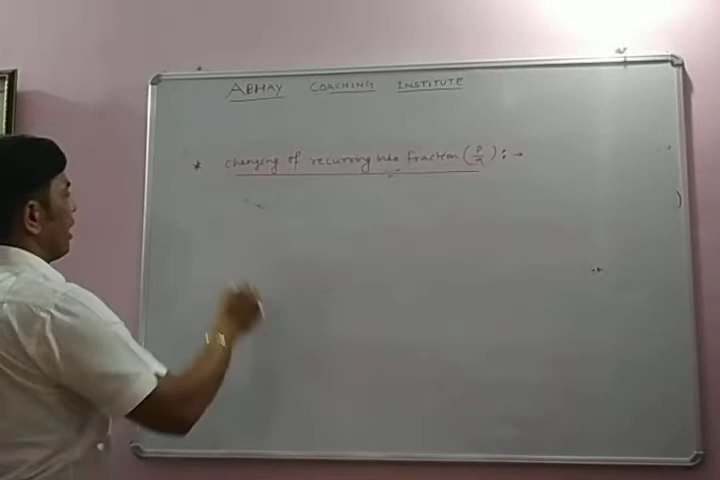 ABHAY COACHING INSTITUTE
* Changing of recurring into fraction (p/q) :→